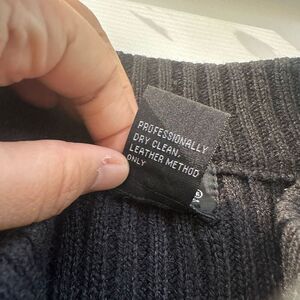 PROFESSIONALLY
DRY CLEAN.
LEATHER METHOD
ONLY